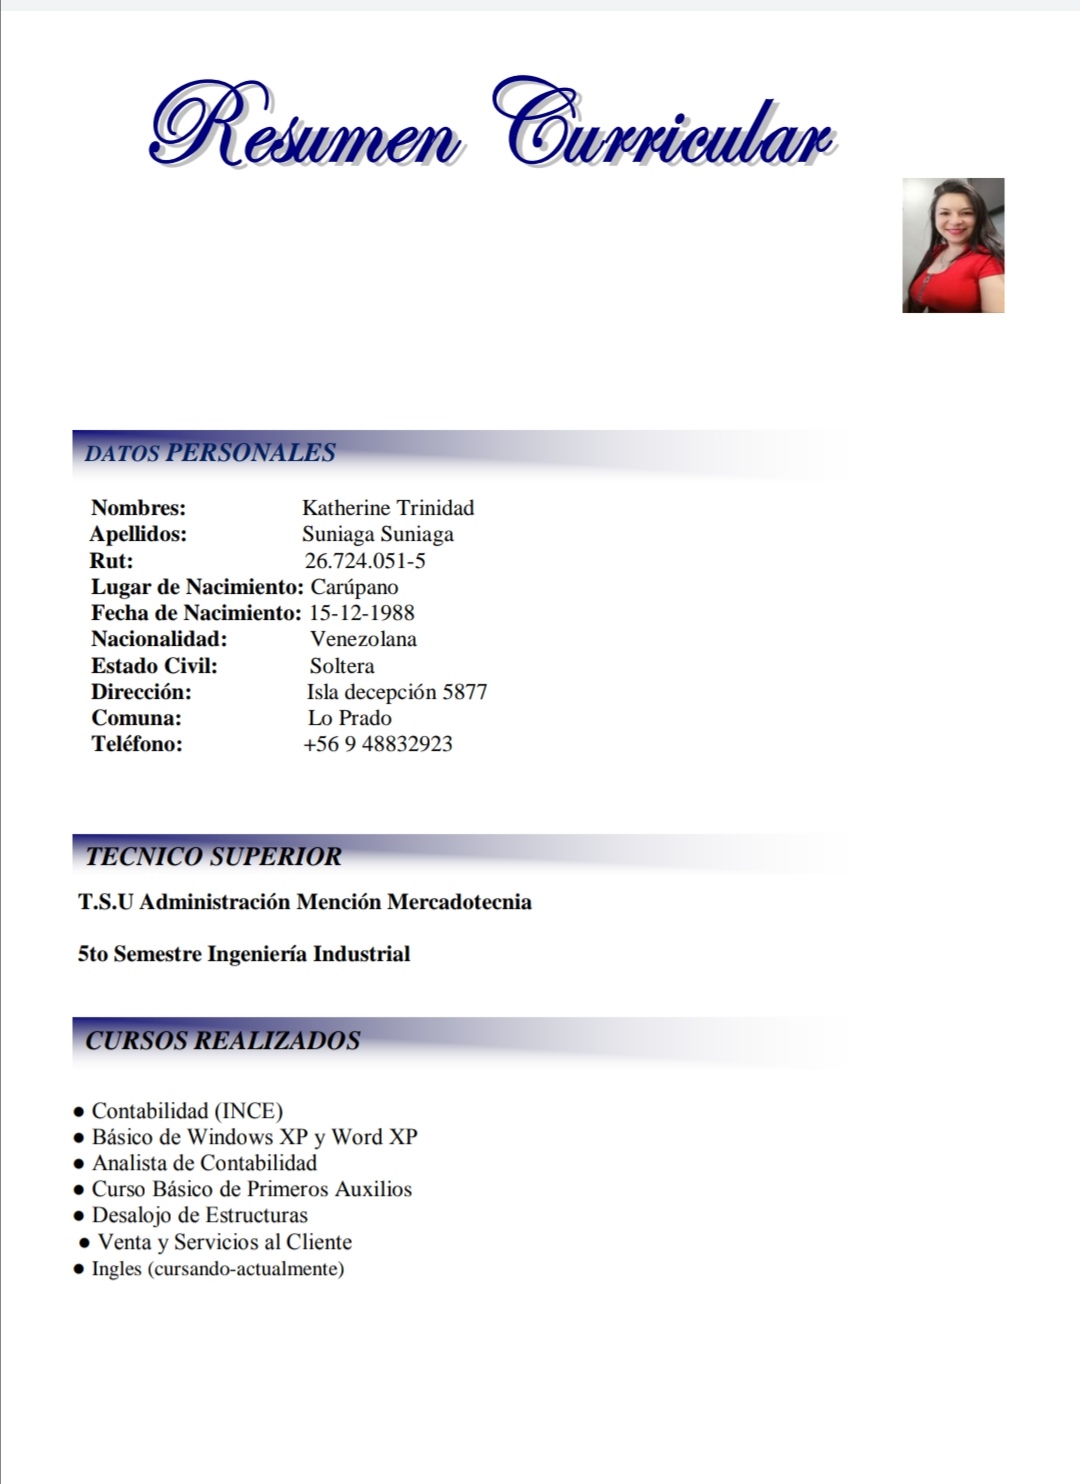 Resumen Curricular
DATOS PERSONALES
Nombres: Katherine Trinidad
Apellidos: Suniaga Suniaga
Rut: 26.724.051-5
Lugar de Nacimiento: Carúpano
Fecha de Nacimiento: 15-12-1988
Nacionalidad: Venezolana
Estado Civil: Soltera
Dirección: Isla decepción 5877
Comuna: Lo Prado
Teléfono: +56 9 48832923
TECNICO SUPERIOR
T.S.U Administración Mención Mercadotecnia
5to Semestre Ingeniería Industrial
CURSOS REALIZADOS
● Contabilidad (INCE)
● Básico de Windows XP y Word XP
● Analista de Contabilidad
● Curso Básico de Primeros Auxilios
● Desalojo de Estructuras
● Venta y Servicios al Cliente
● Ingles (cursando-actualmente)